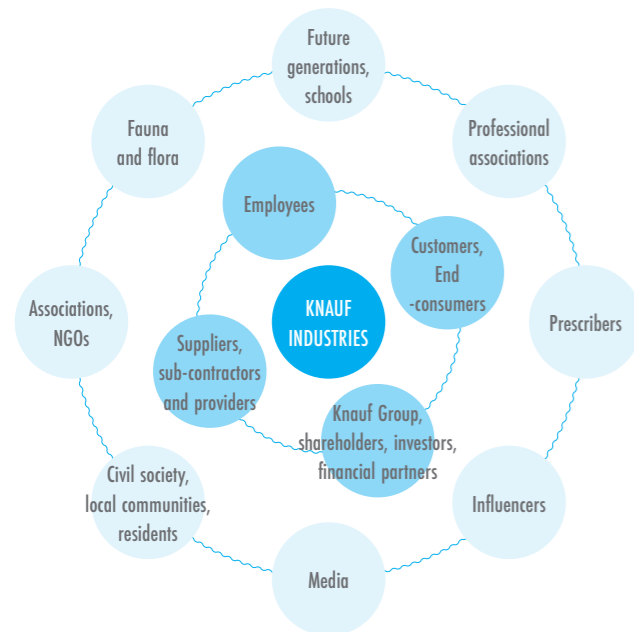 Future
generations,
schools
Fauna
and flora
Professional
associations
Employees
Customers,
End
-consumers
Associations,
NGOs
KNAUF
INDUSTRIES
Prescribers
Suppliers,
sub-contractors
and providers
Knauf Group,
shareholders, investors,
financial partners
Civil society,
local communities,
residents
Influencers
Media